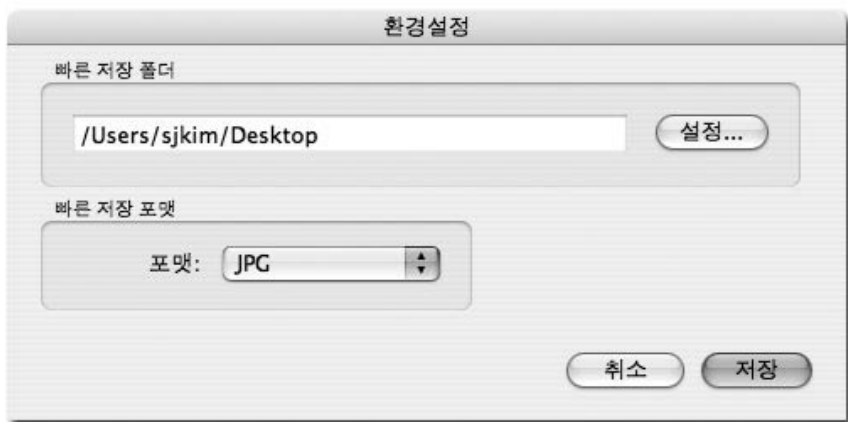 환경설정
빠른 저장 폴더
/Users/sjkim/Desktop
설정...
빠른 저장 포맷
포맷: JPG
취소
저장